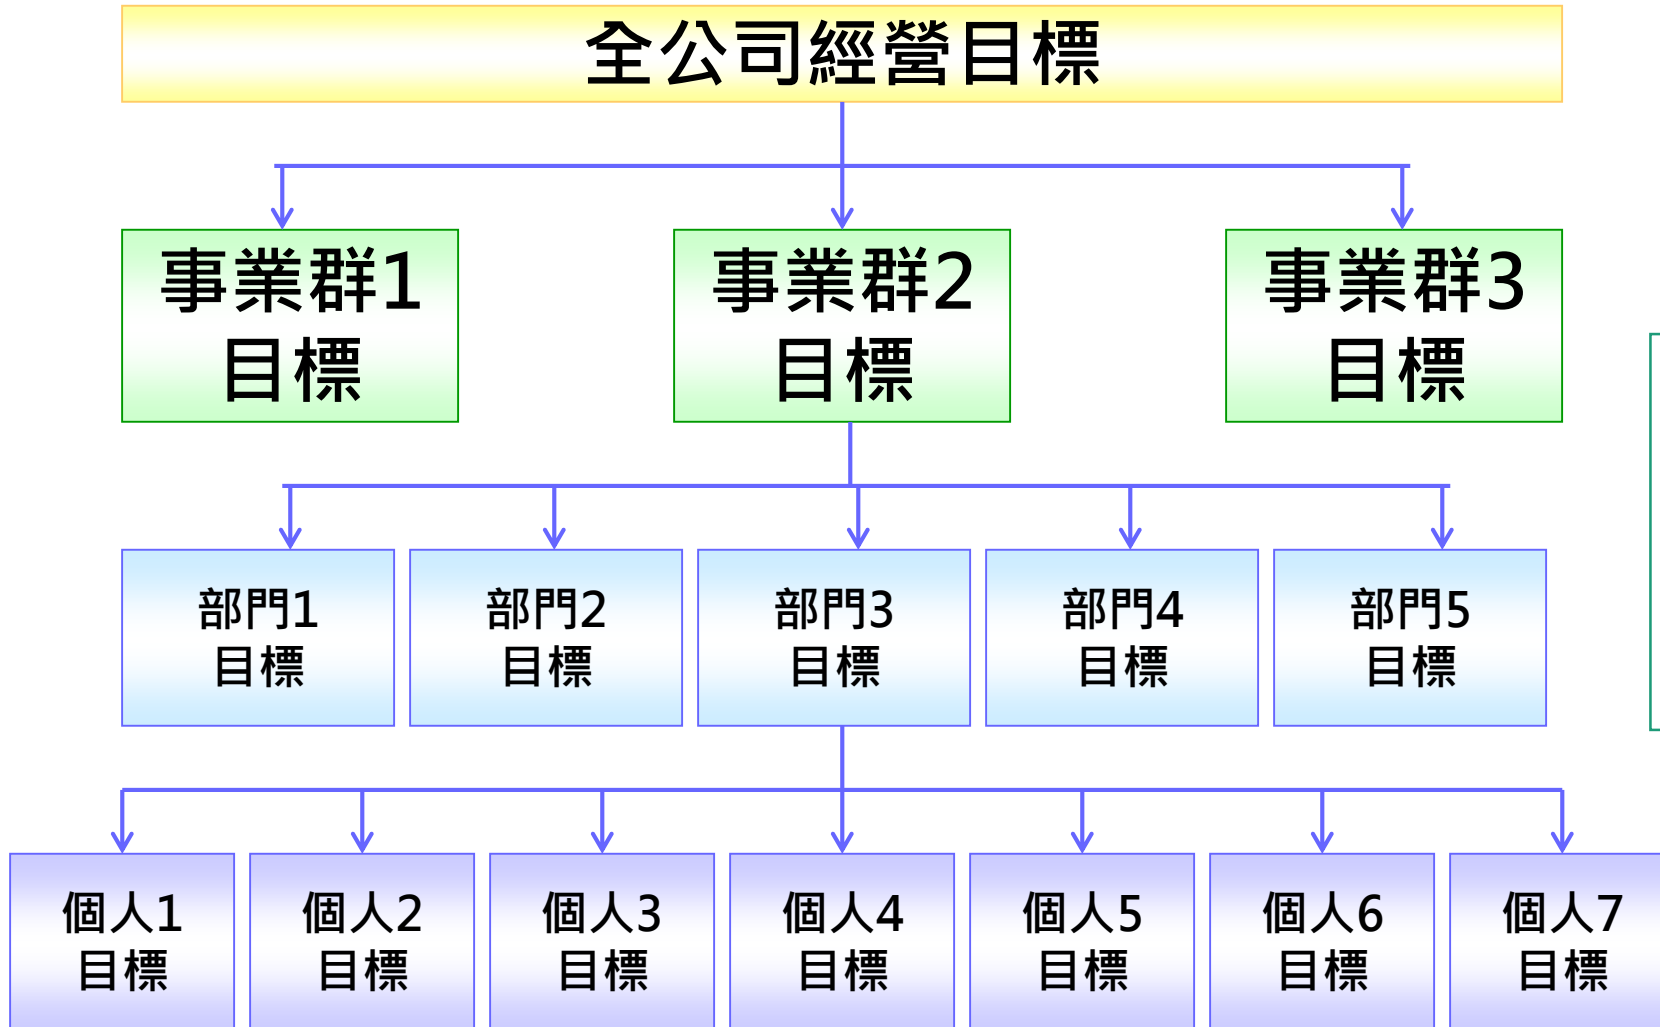 全公司經營目標
事業群1
目標
事業群2
目標
事業群3
目標
部門1
目標
部門2
目標
部門3
目標
部門4
目標
部門5
目標
個人1
目標
個人2
目標
個人3
目標
個人4
目標
個人5
目標
個人6
目標
個人7
目標